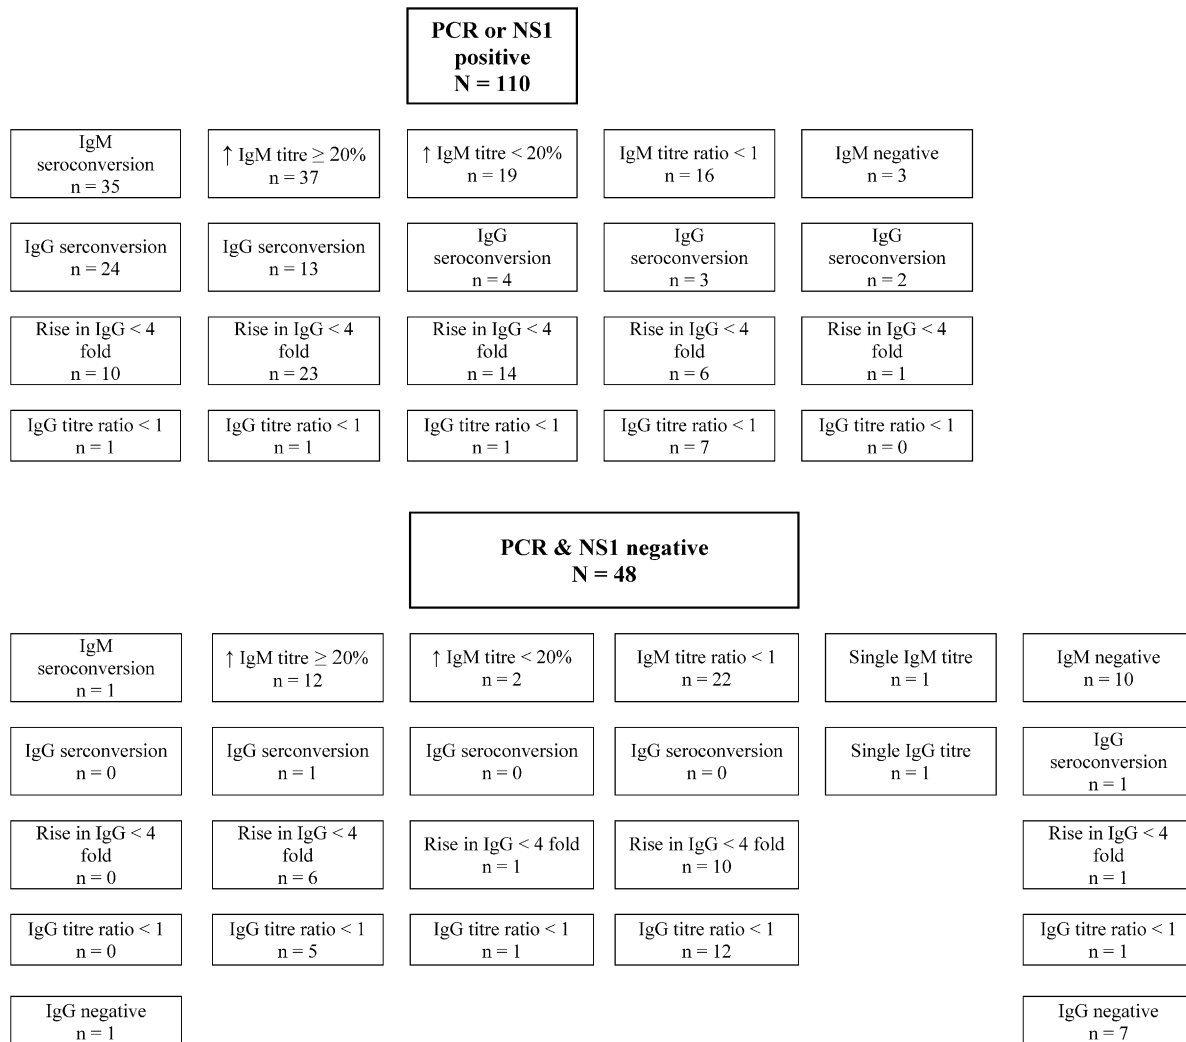 PCR or NS1
positive
N = 110
IgM
seroconversion
n = 35
↑ IgM titre ≥ 20%
n = 37
↑ IgM titre < 20%
n = 19
IgM titre ratio < 1
n = 16
IgM negative
n = 3
IgG serconversion
n = 24
IgG serconversion
n = 13
IgG
seroconversion
n = 4
IgG
seroconversion
n = 3
IgG
seroconversion
n = 2
Rise in IgG < 4
fold
n = 10
Rise in IgG < 4
fold
n = 23
Rise in IgG < 4
fold
n = 14
Rise in IgG < 4
fold
n = 6
Rise in IgG < 4
fold
n = 1
IgG titre ratio < 1
n = 1
IgG titre ratio < 1
n = 1
IgG titre ratio < 1
n = 1
IgG titre ratio < 1
n = 7
IgG titre ratio < 1
n = 0
PCR & NS1 negative
N = 48
IgM
seroconversion
n = 1
↑ IgM titre ≥ 20%
n = 12
↑ IgM titre < 20%
n = 2
IgM titre ratio < 1
n = 22
Single IgM titre
n = 1
IgM negative
n = 10
IgG serconversion
n = 0
IgG serconversion
n = 1
IgG seroconversion
n = 0
IgG seroconversion
n = 0
Single IgG titre
n = 1
IgG
seroconversion
n = 1
Rise in IgG < 4
fold
n = 0
Rise in IgG < 4
fold
n = 6
Rise in IgG < 4 fold
n = 1
Rise in IgG < 4 fold
n = 10
Rise in IgG < 4
fold
n = 1
IgG titre ratio < 1
n = 0
IgG titre ratio < 1
n = 5
IgG titre ratio < 1
n = 1
IgG titre ratio < 1
n = 12
IgG titre ratio < 1
n = 1
IgG negative
n = 1
IgG negative
n = 7